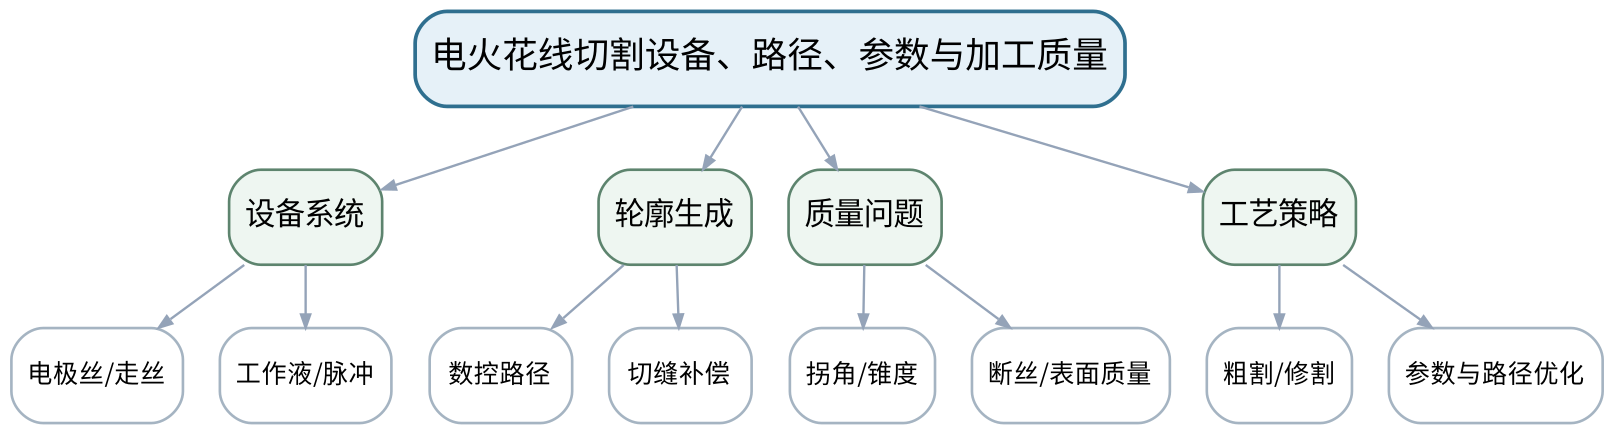 电火花线切割设备、路径、参数与加工质量
设备系统
轮廓生成
质量问题
工艺策略
电极丝/走丝
工作液/脉冲
数控路径
切缝补偿
拐角/锥度
断丝/表面质量
粗割/修割
参数与路径优化